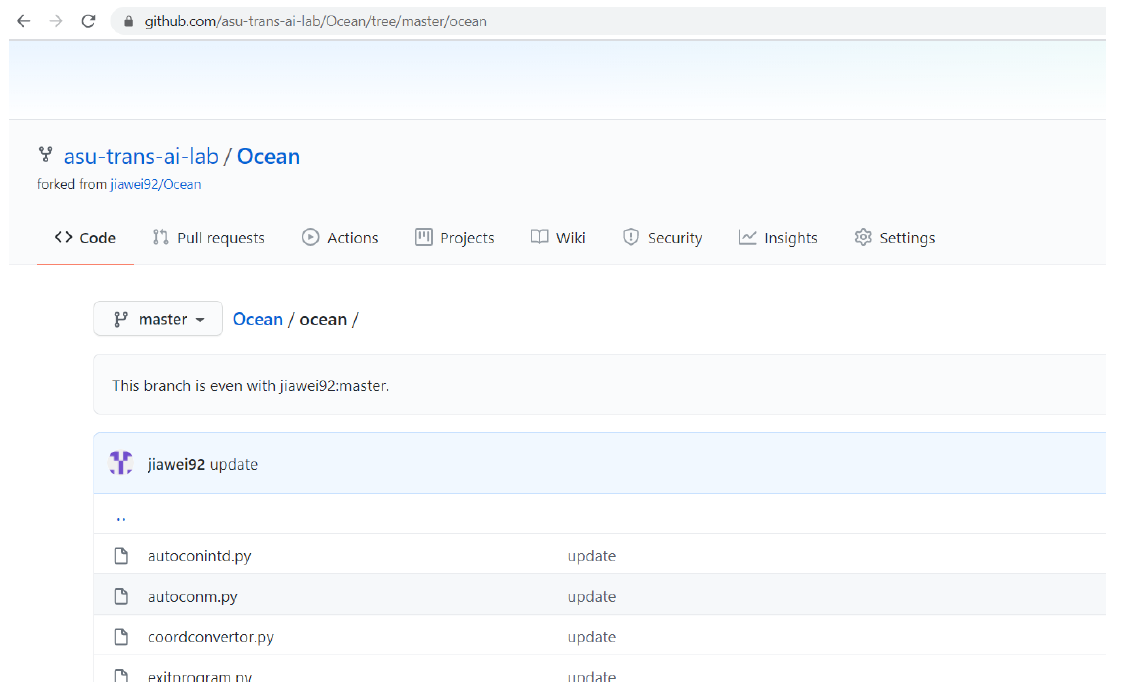 github.com/asu-trans-ai-lab/Ocean/tree/master/ocean
asu-trans-ai-lab / Ocean
forked from jiawei92/Ocean
Code Pull requests Actions Projects Wiki Security Insights Settings
master Ocean / ocean /
This branch is even with jiawei92:master.
jiawei92 update
..
autoconintd.py update
autoconm.py update
coordconvertor.py update
exitprogram.py update